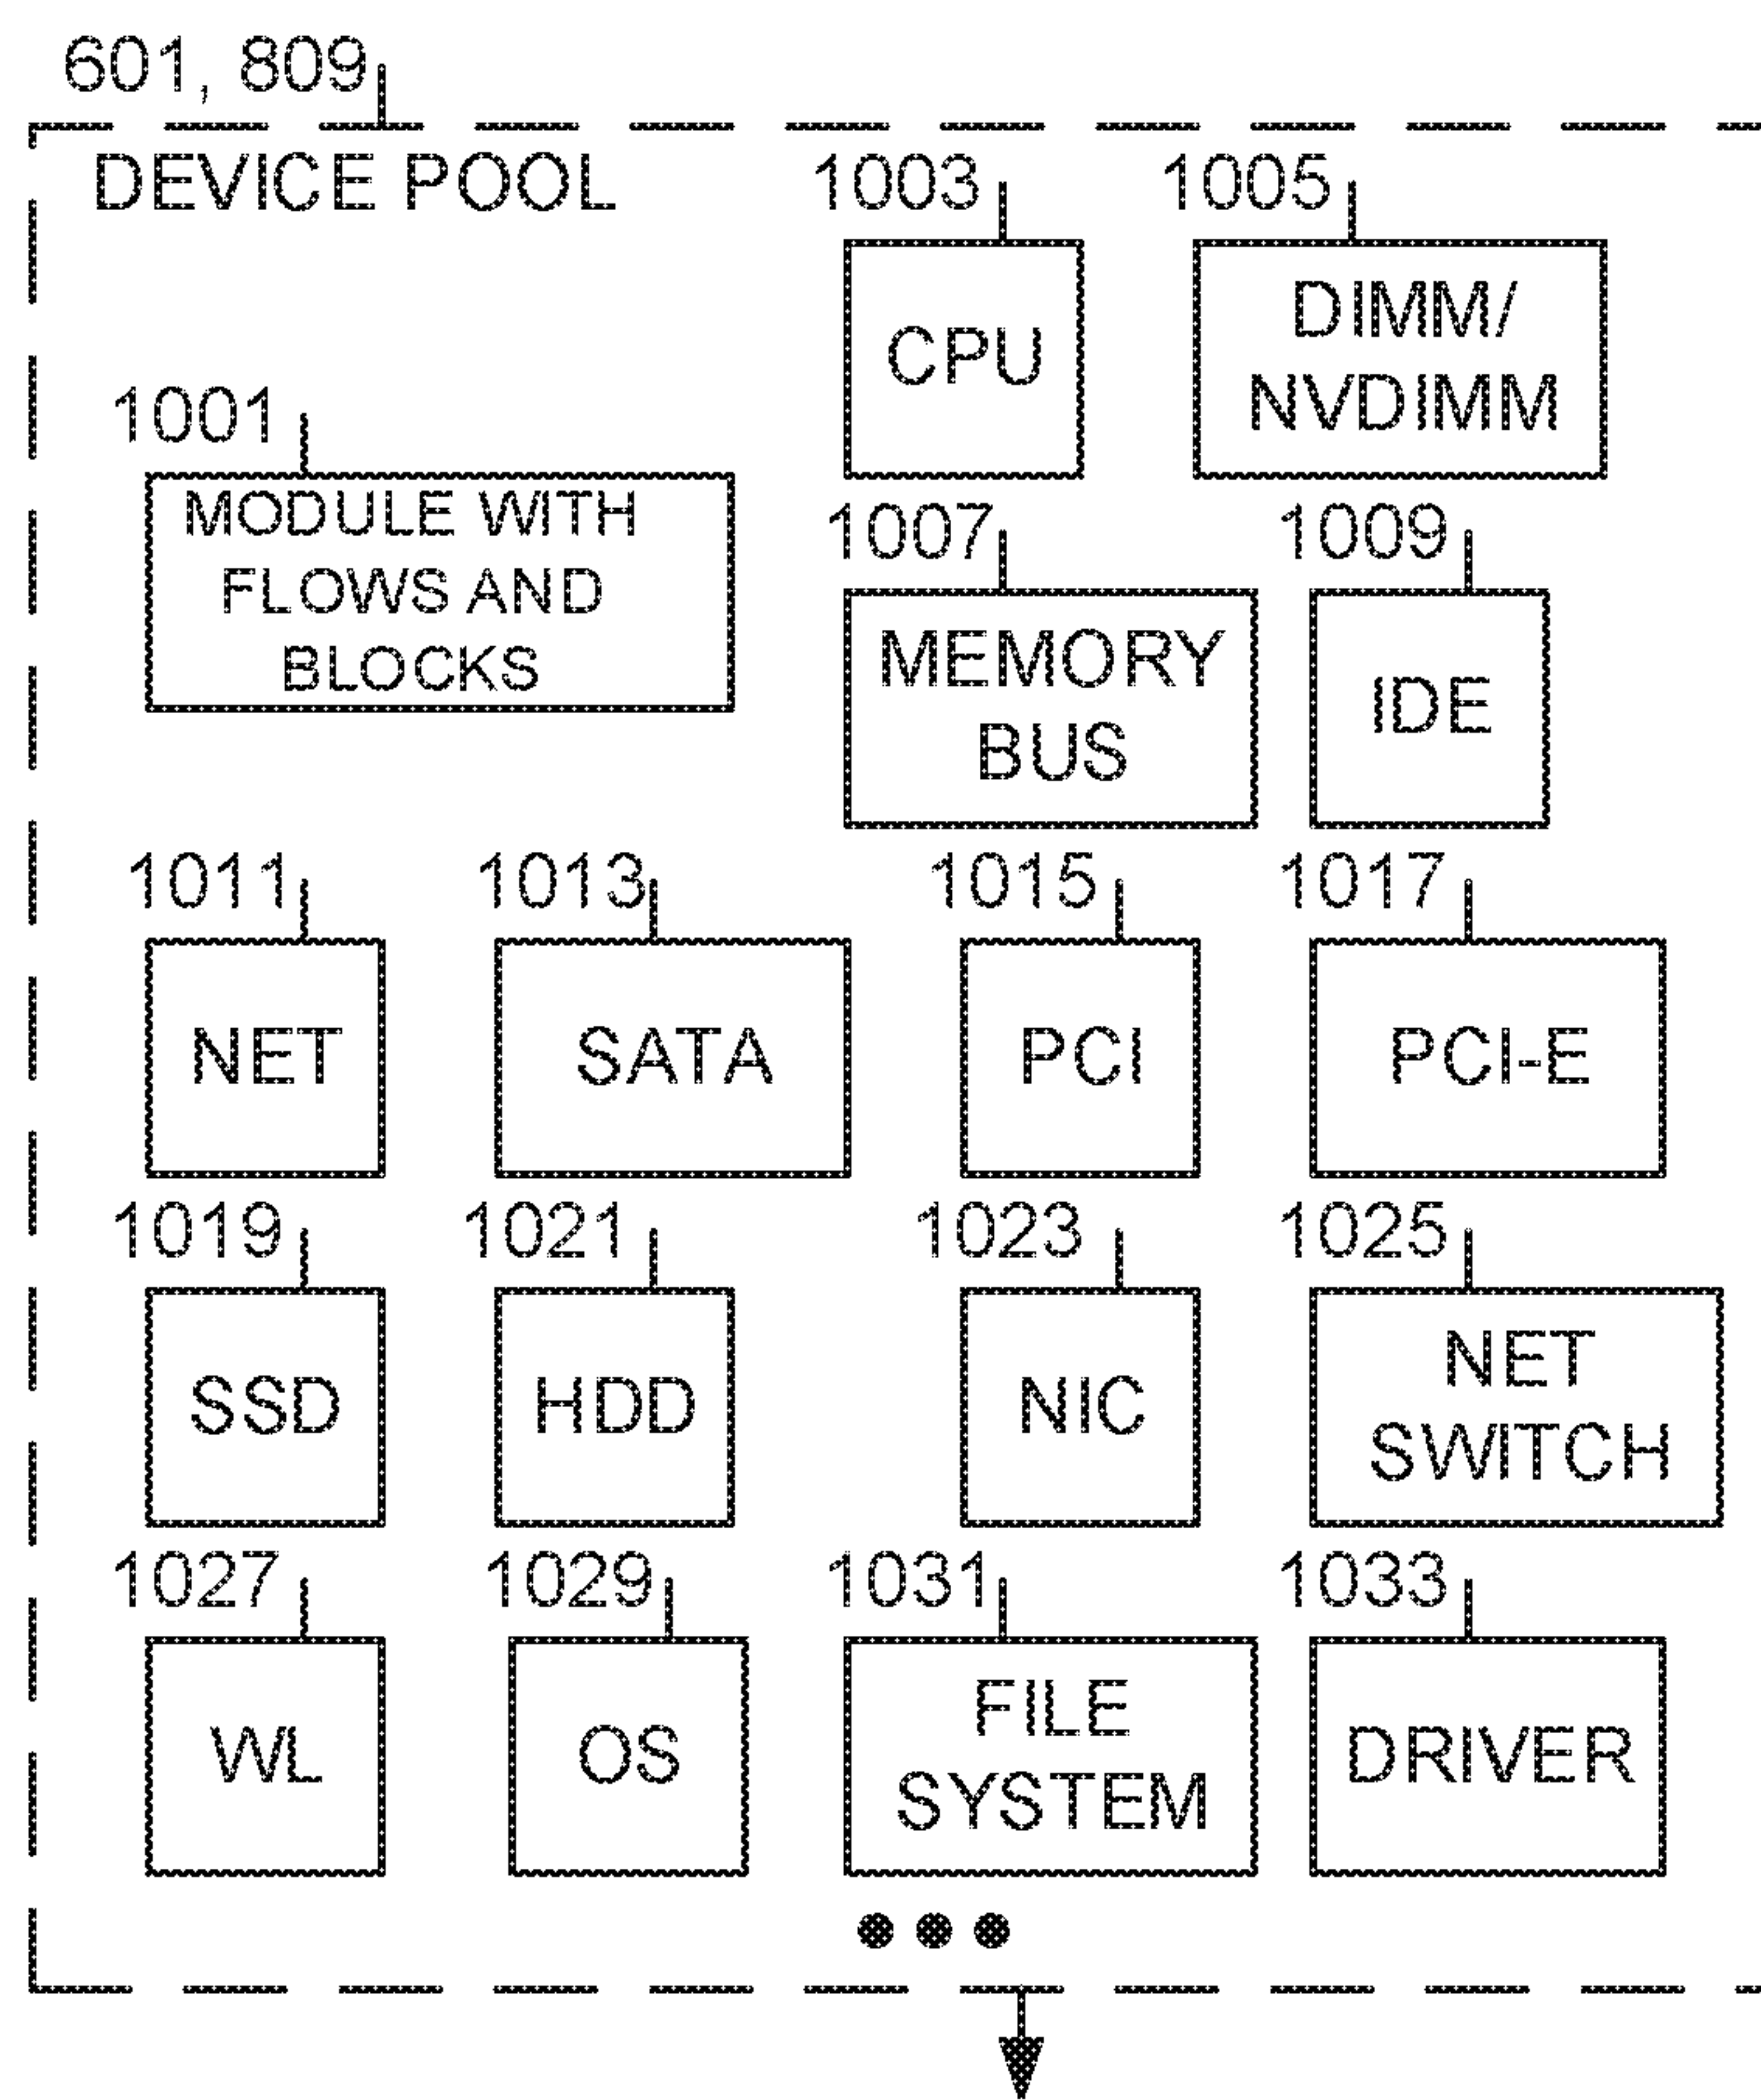 601, 809
DEVICE POOL
1003
1005
CPU
DIMM/
NVDIMM
1001
MODULE WITH
FLOWS AND
BLOCKS
1007
1009
MEMORY
BUS
IDE
1011
1013
1015
1017
NET
SATA
PCI
PCI-E
1019
1021
1023
1025
SSD
HDD
NIC
NET
SWITCH
1027
1029
1031
1033
WL
OS
FILE
SYSTEM
DRIVER